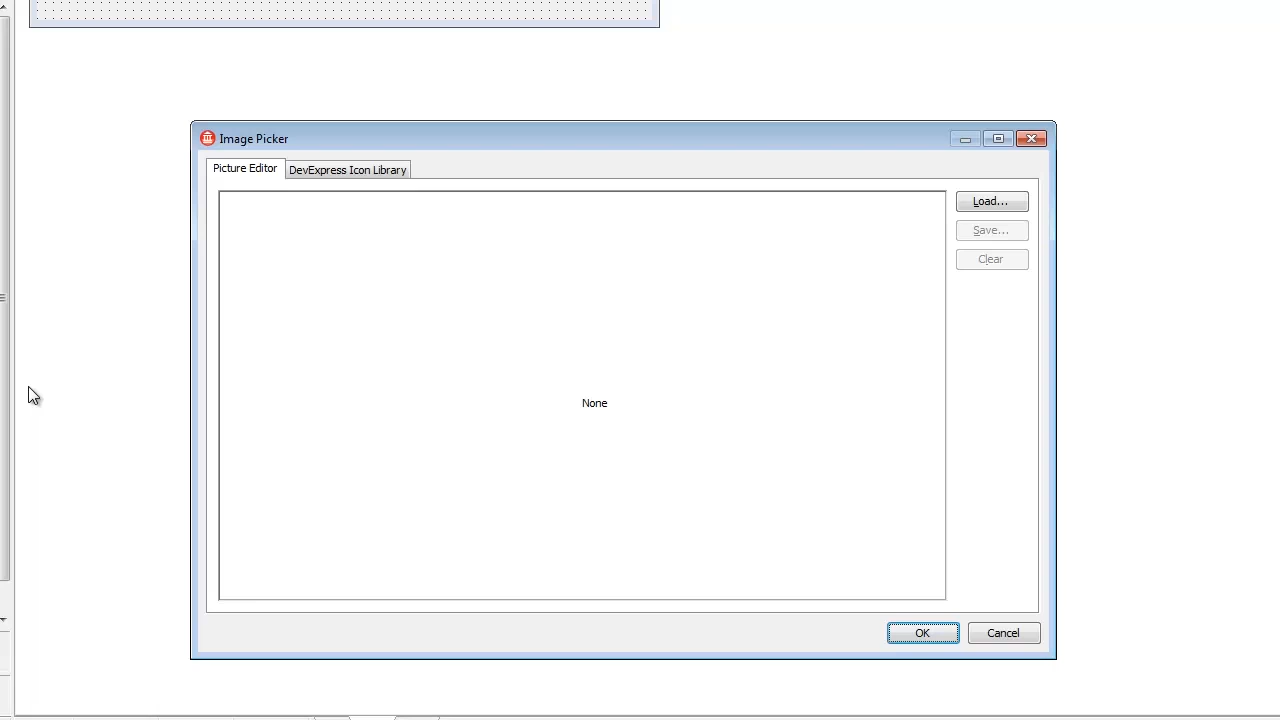 Image Picker
Picture Editor
DevExpress Icon Library
Load...
Save...
Clear
None
OK
Cancel